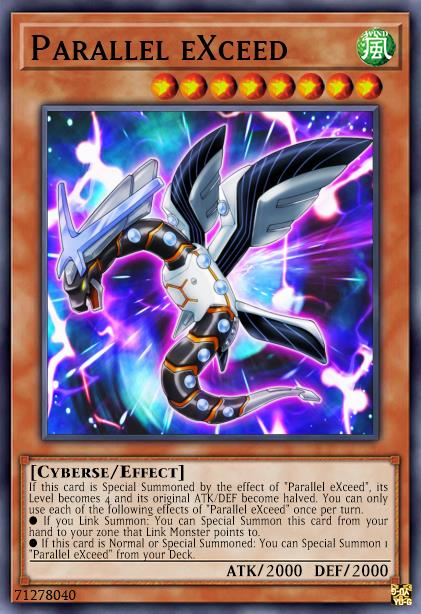 Parallel eXceed
WIND
風
[Cyberse/Effect]
If this card is Special Summoned by the effect of "Parallel eXceed", its
Level becomes 4 and its original ATK/DEF become halved. You can only
use each of the following effects of "Parallel eXceed" once per turn.
● If you Link Summon: You can Special Summon this card from your
hand to your zone that Link Monster points to.
● If this card is Normal or Special Summoned: You can Special Summon 1
"Parallel eXceed" from your Deck.
ATK/2000 DEF/2000
71278040